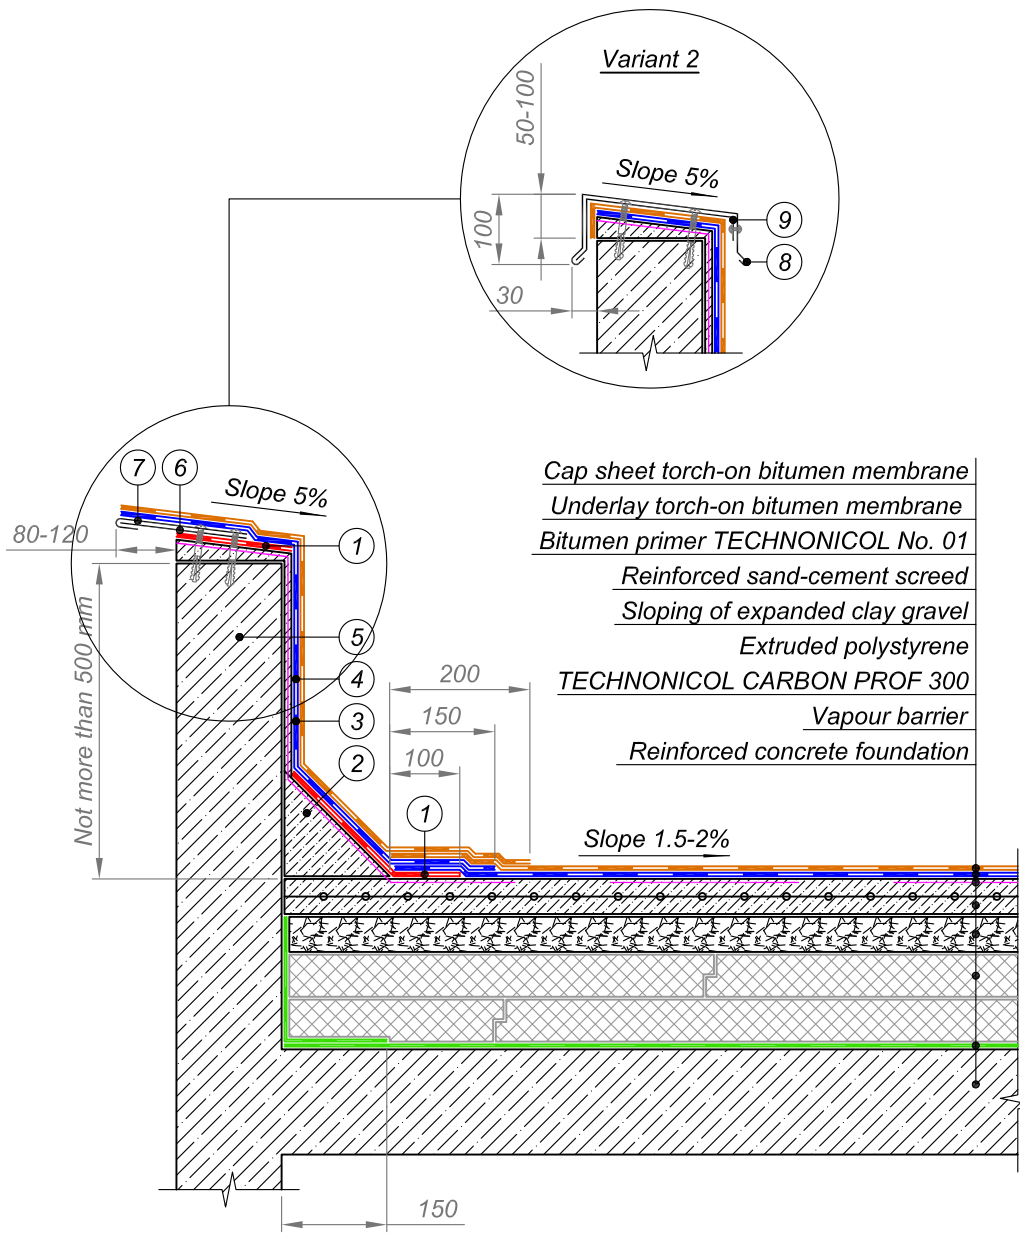 Variant 2
50-100
Slope 5%
100
9
8
30
7
6
Slope 5%
80-120
1
Not more than 500 mm
5
4
3
2
1
200
150
100
Cap sheet torch-on bitumen membrane
Underlay torch-on bitumen membrane
Bitumen primer TECHNONICOL No. 01
Reinforced sand-cement screed
Sloping of expanded clay gravel
Extruded polystyrene
TECHNONICOL CARBON PROF 300
Vapour barrier
Reinforced concrete foundation
Slope 1.5-2%
150